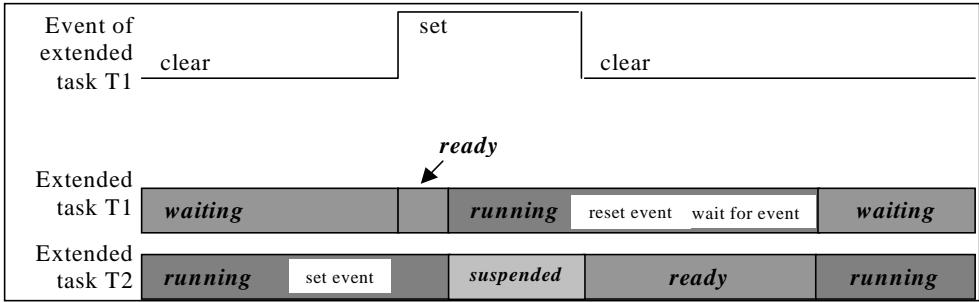 Event of
extended
task T1
clear
set
clear
ready
Extended
task T1
waiting
running
reset event
wait for event
waiting
Extended
task T2
running
set event
suspended
ready
running